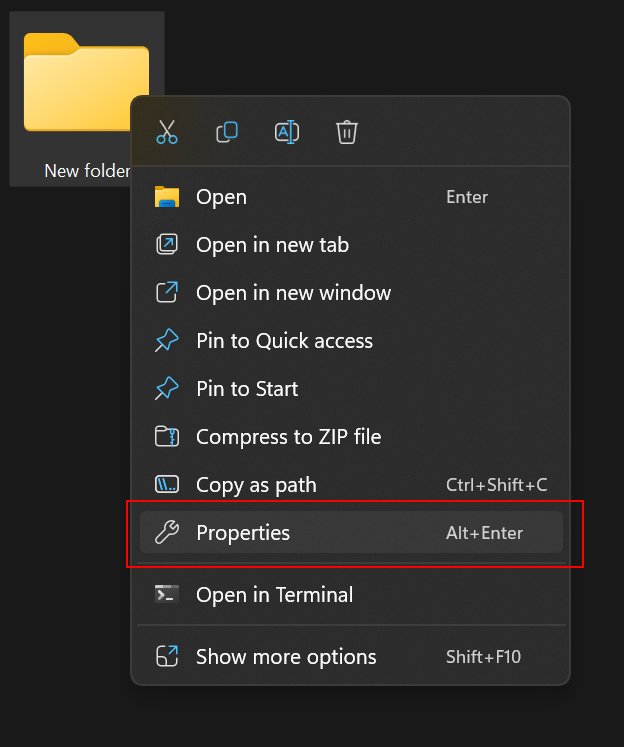 New folder
Open Enter
Open in new tab
Open in new window
Pin to Quick access
Pin to Start
Compress to ZIP file
Copy as path Ctrl+Shift+C
Properties Alt+Enter
Open in Terminal
Show more options Shift+F10